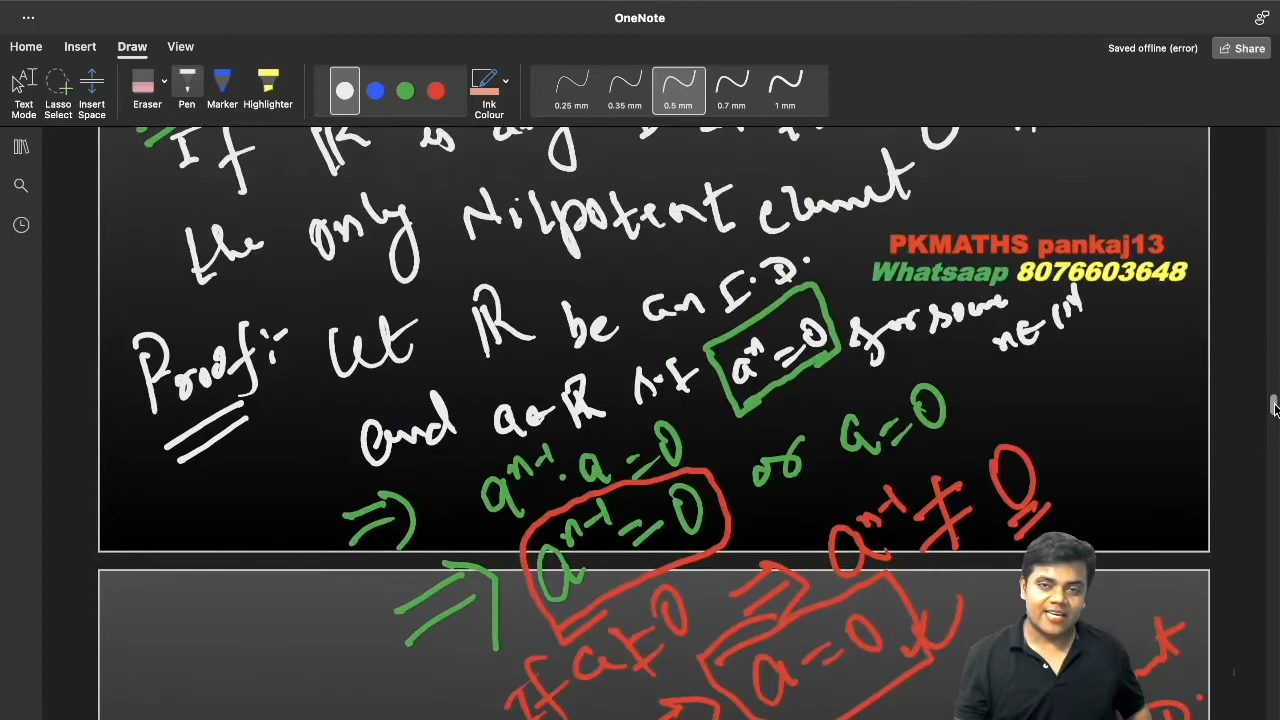 OneNote
Home Insert Draw View
Saved offline (error) Share
Text Mode
Lasso Select
Insert Space
Eraser
Pen
Marker
Highlighter
Ink Colour
0.25 mm
0.35 mm
0.5 mm
0.7 mm
1 mm
If R is any
the only Nilpotent element
PKMATHS pankaj13
Whatsaap 8076603648
Proof:- Let R be an I.D.
and a∈R s.t aⁿ=0 for some n∈ℕ
⇒ aⁿ⁻¹·a=0
⇒ aⁿ⁻¹=0 or a=0
If a≠0 ⇒ aⁿ⁻¹≠0
a=0